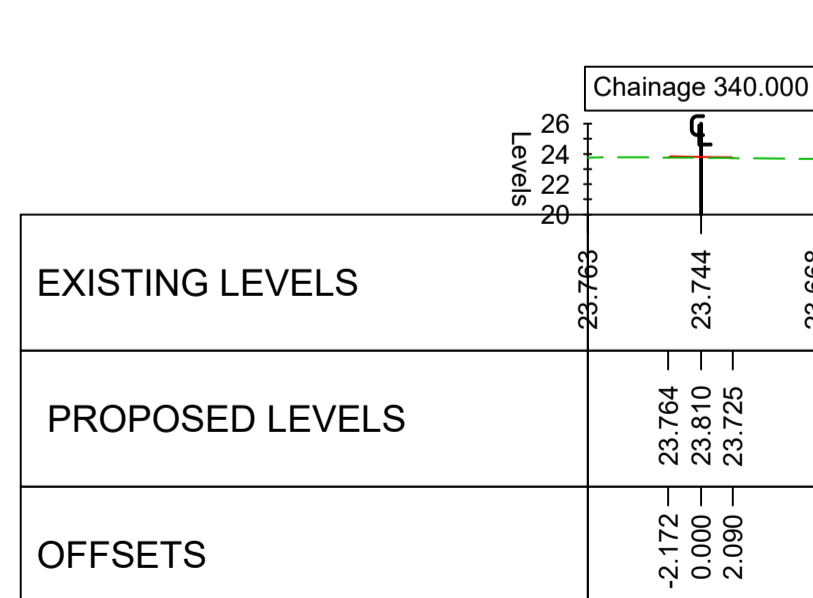 Chainage 340.000
26
24
22
20
Levels
℄
EXISTING LEVELS
23.763
23.744
PROPOSED LEVELS
23.764
23.810
23.725
OFFSETS
-2.172
0.000
2.090